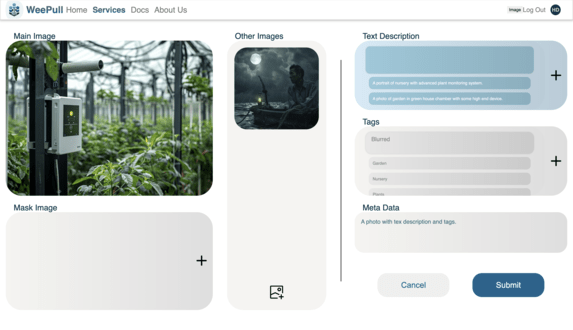 WeePull
Home
Services
Docs
About Us
Image
Log Out
HD
Main Image
Other Images
Text Description
A portrait of nursery with advanced plant monitoring system.
A photo of garden in green house chamber with some high end device.
Tags
Blurred
Garden
Nursery
Plants
Mask Image
Meta Data
A photo with tex description and tags.
Cancel
Submit